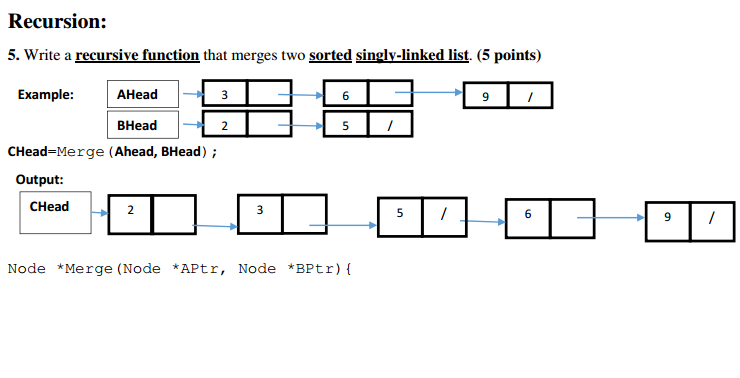 Recursion:
5. Write a recursive function that merges two sorted singly-linked list. (5 points)
Example: AHead 3 6 9 /
BHead 2 5 /
CHead=Merge(Ahead, BHead);
Output:
CHead 2 3 5 / 6 9 /
Node *Merge(Node *APtr, Node *BPtr){